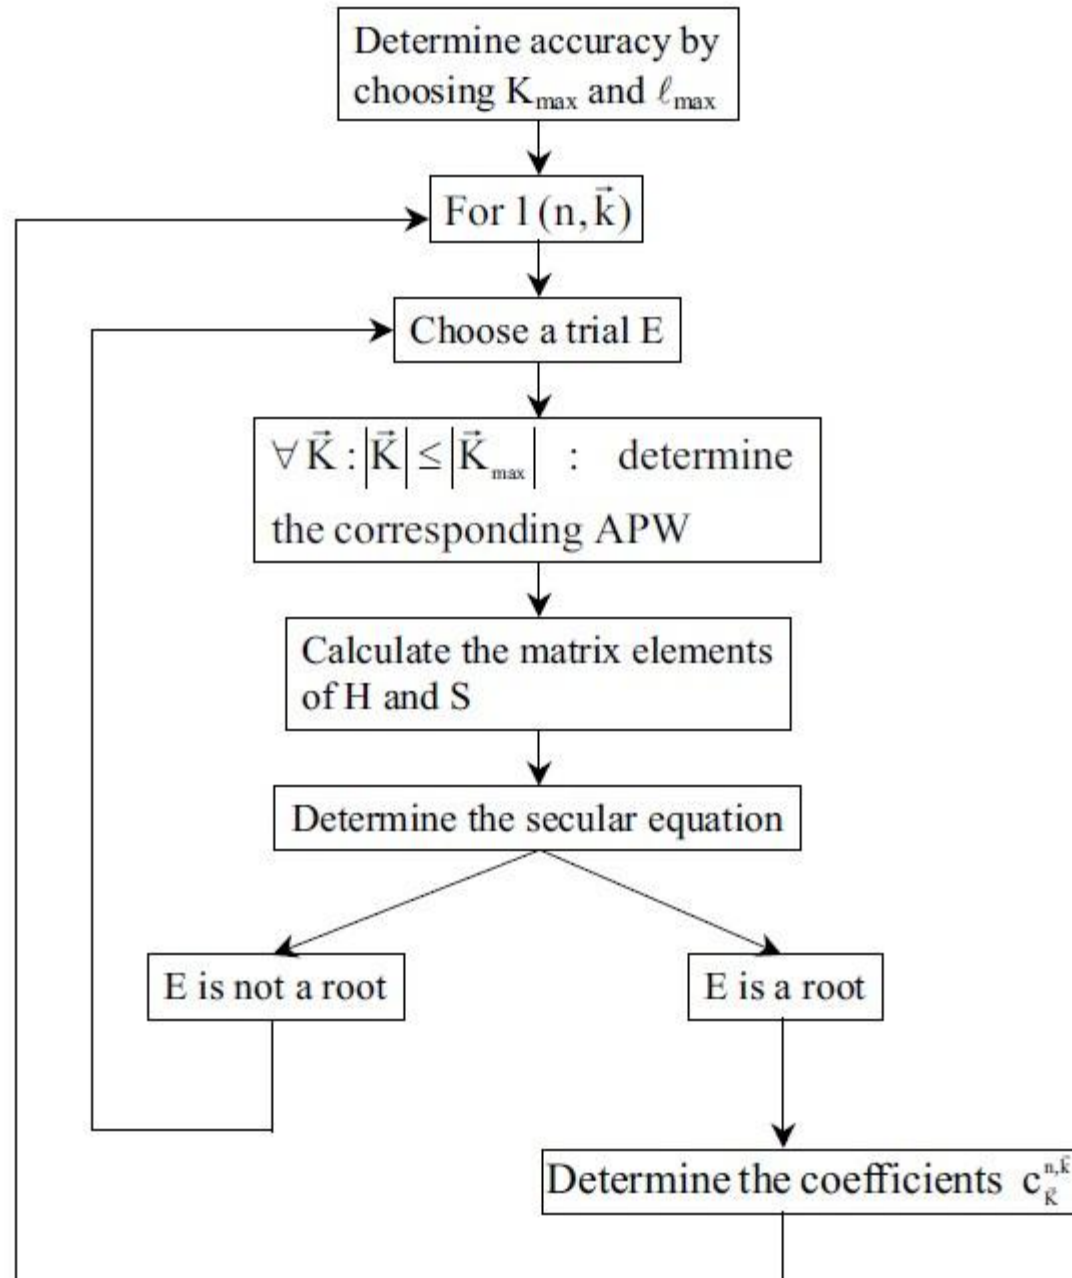 Determine accuracy by
choosing K_max and ℓ_max
For 1 (n, k⃗)
Choose a trial E
∀ K⃗ : |K⃗| ≤ |K⃗_max| : determine
the corresponding APW
Calculate the matrix elements
of H and S
Determine the secular equation
E is not a root
E is a root
Determine the coefficients c_K⃗^n,k⃗